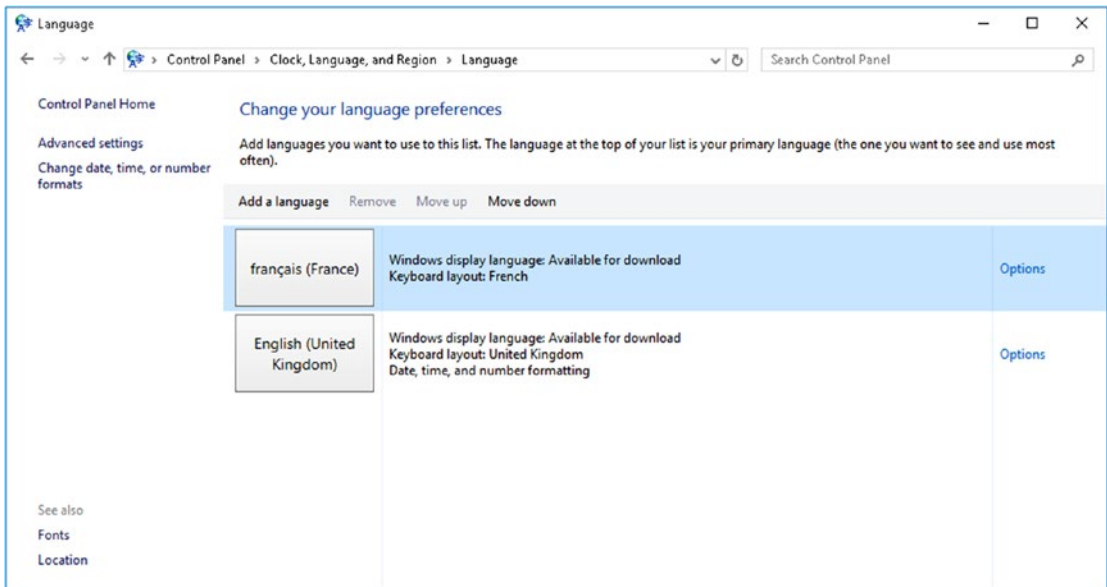 Language
Control Panel > Clock, Language, and Region > Language
Search Control Panel
Control Panel Home
Advanced settings
Change date, time, or number
formats
Change your language preferences
Add languages you want to use to this list. The language at the top of your list is your primary language (the one you want to see and use most
often).
Add a language Remove Move up Move down
français (France)
Windows display language: Available for download
Keyboard layout: French
Options
English (United
Kingdom)
Windows display language: Available for download
Keyboard layout: United Kingdom
Date, time, and number formatting
Options
See also
Fonts
Location